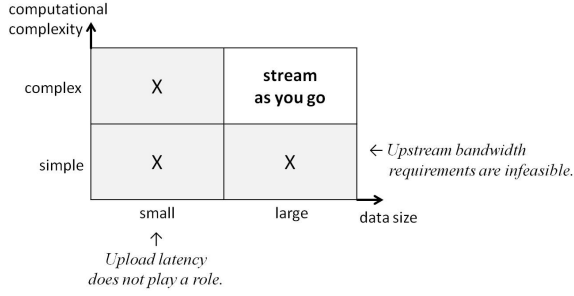 computational
complexity
complex
X
stream
as you go
simple
X
X
← Upstream bandwidth
requirements are infeasible.
small
large
data size
↑
Upload latency
does not play a role.